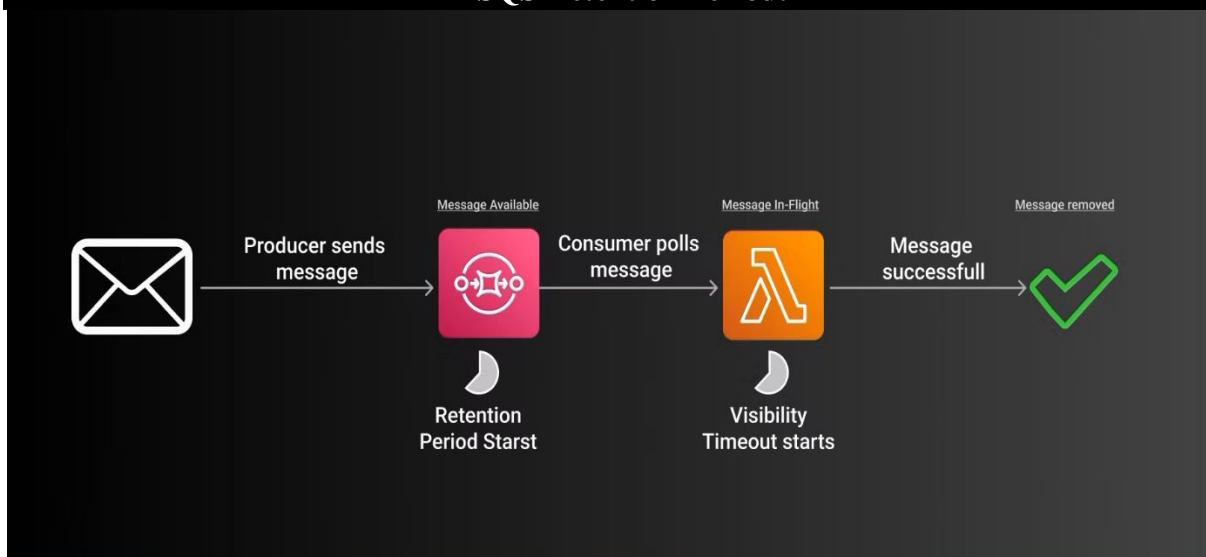 Message Available
Message In-Flight
Message removed
Producer sends
message
Consumer polls
message
Message
successfull
Retention
Period Starst
Visibility
Timeout starts